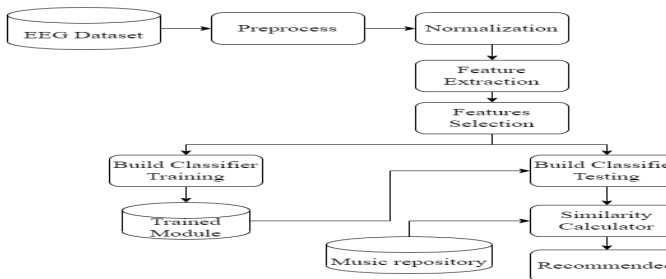 EEG Dataset
Preprocess
Normalization
Feature
Extraction
Features
Selection
Build Classifier
Training
Build Classifie
Testing
Trained
Module
Similarity
Calculator
Music repository
Recommended